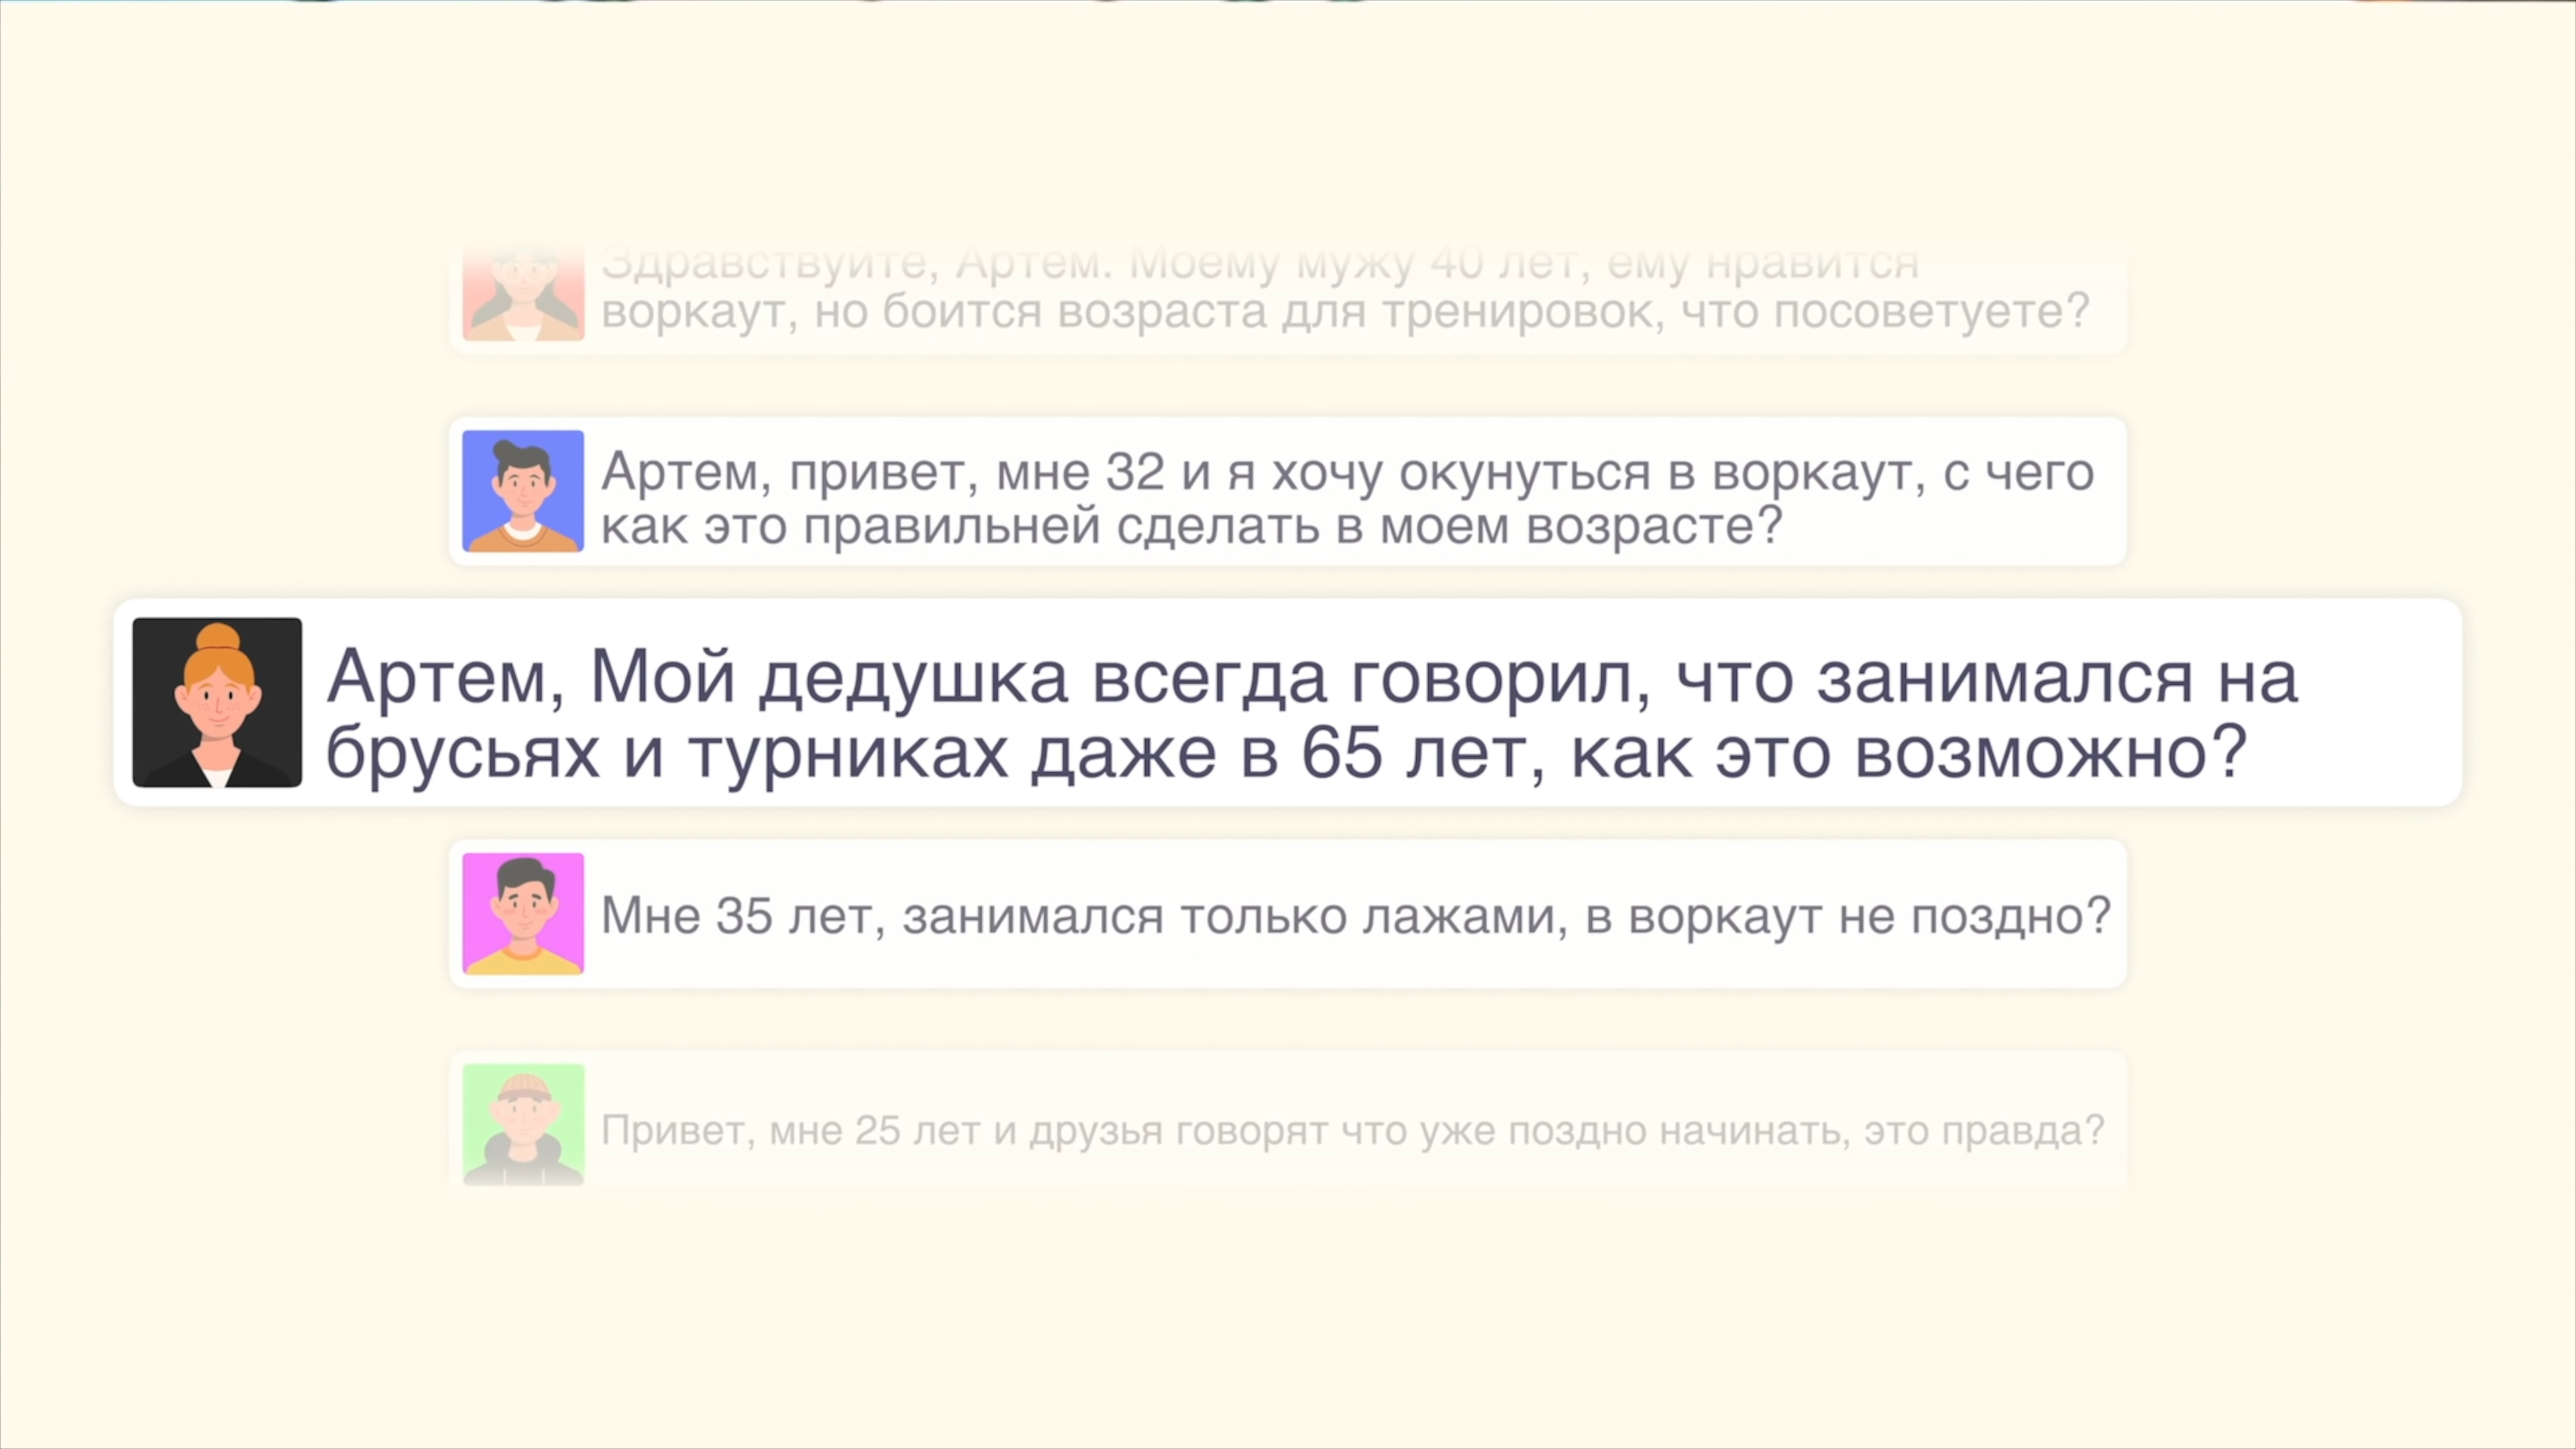 Здравствуйте, Артем. Моему мужу 40 лет, ему нравится
воркаут, но боится возраста для тренировок, что посоветуете?
Артем, привет, мне 32 и я хочу окунуться в воркаут, с чего
как это правильней сделать в моем возрасте?
Артем, Мой дедушка всегда говорил, что занимался на
брусьях и турниках даже в 65 лет, как это возможно?
Мне 35 лет, занимался только лажами, в воркаут не поздно?
Привет, мне 25 лет и друзья говорят что уже поздно начинать, это правда?